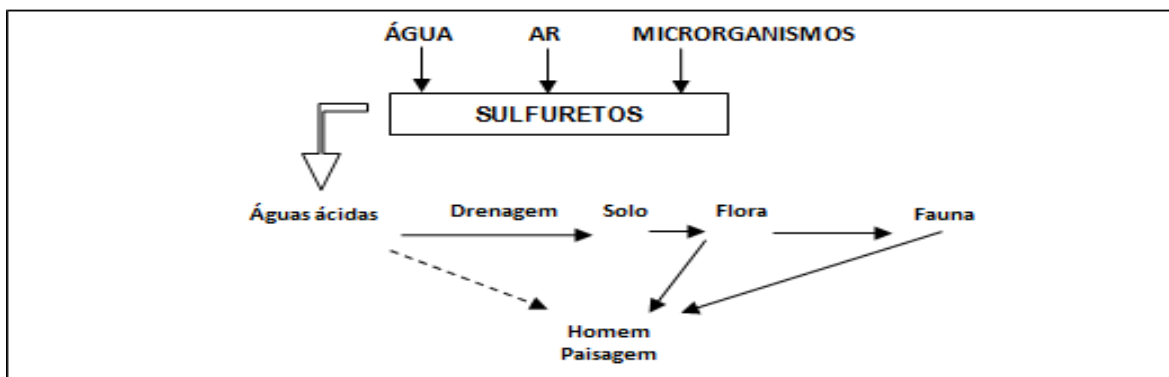 ÁGUA AR MICRORGANISMOS
SULFURETOS
Águas ácidas Drenagem Solo Flora Fauna
Homem
Paisagem